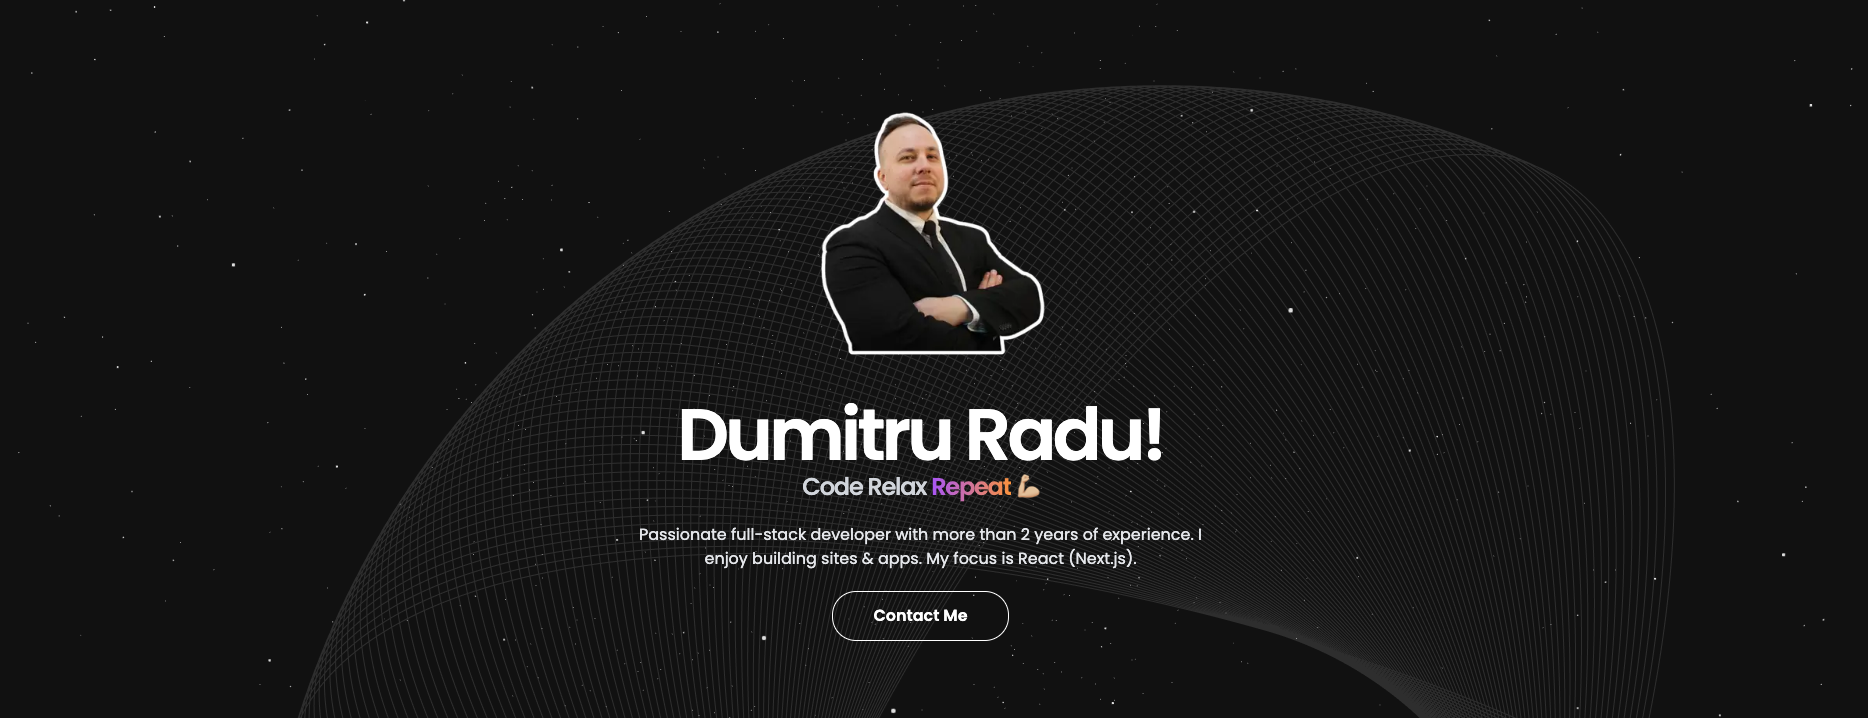 Dumitru Radu!
Code Relax Repeat 💪🏼
Passionate full-stack developer with more than 2 years of experience. I
enjoy building sites & apps. My focus is React (Next.js).
Contact Me